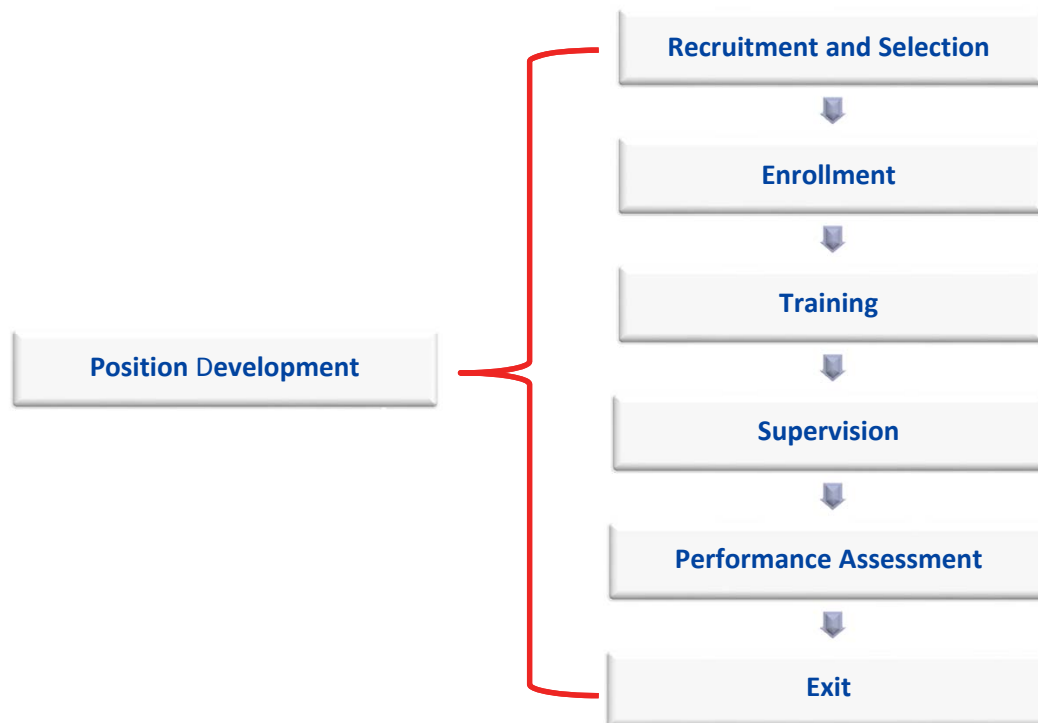 Recruitment and Selection
Enrollment
Training
Position Development
Supervision
Performance Assessment
Exit